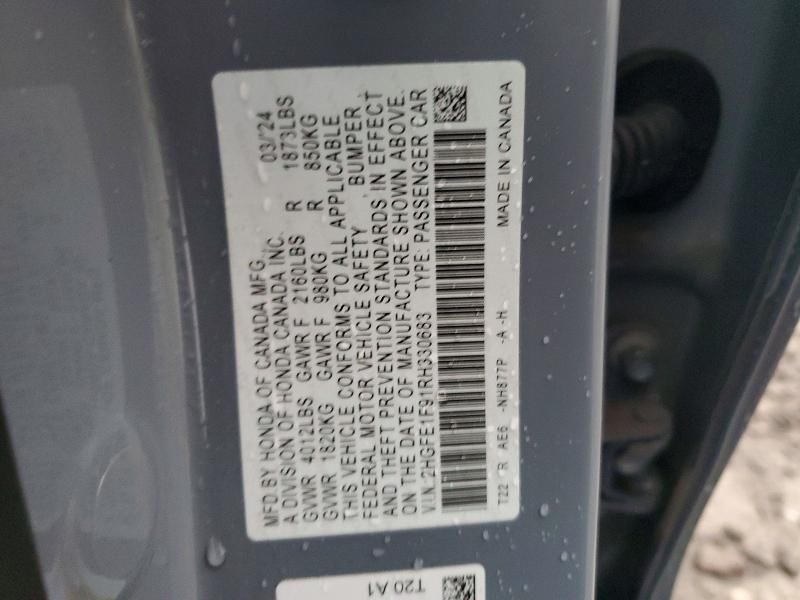 MFD.BY HONDA OF CANADA MFG. 03/24
A DIVISION OF HONDA CANADA INC.
GVWR 4012LBS GAWR F 2160LBS R 1873LBS
GVWR 1820KG GAWR F 980KG R 850KG
THIS VEHICLE CONFORMS TO ALL APPLICABLE
FEDERAL MOTOR VEHICLE SAFETY, BUMPER
AND THEFT PREVENTION STANDARDS IN EFFECT
ON THE DATE OF MANUFACTURE SHOWN ABOVE.
V.I.N. 2HGFE1F91RH330683 TYPE: PASSENGER CAR
T22 'R AE6 -NH877P -A -H
MADE IN CANADA
T20 A1